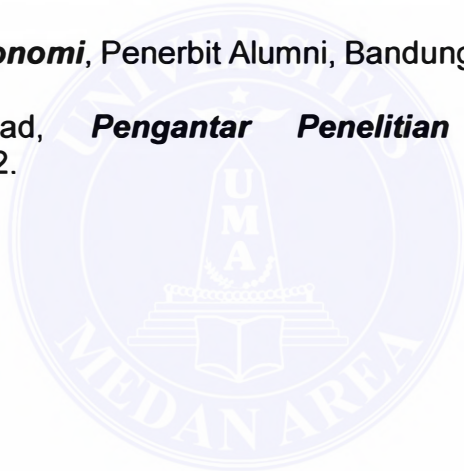 onomi, Penerbit Alumni, Bandung
ad, Pengantar Penelitian
2.
UNIVERSITAS
UMA
MEDAN AREA